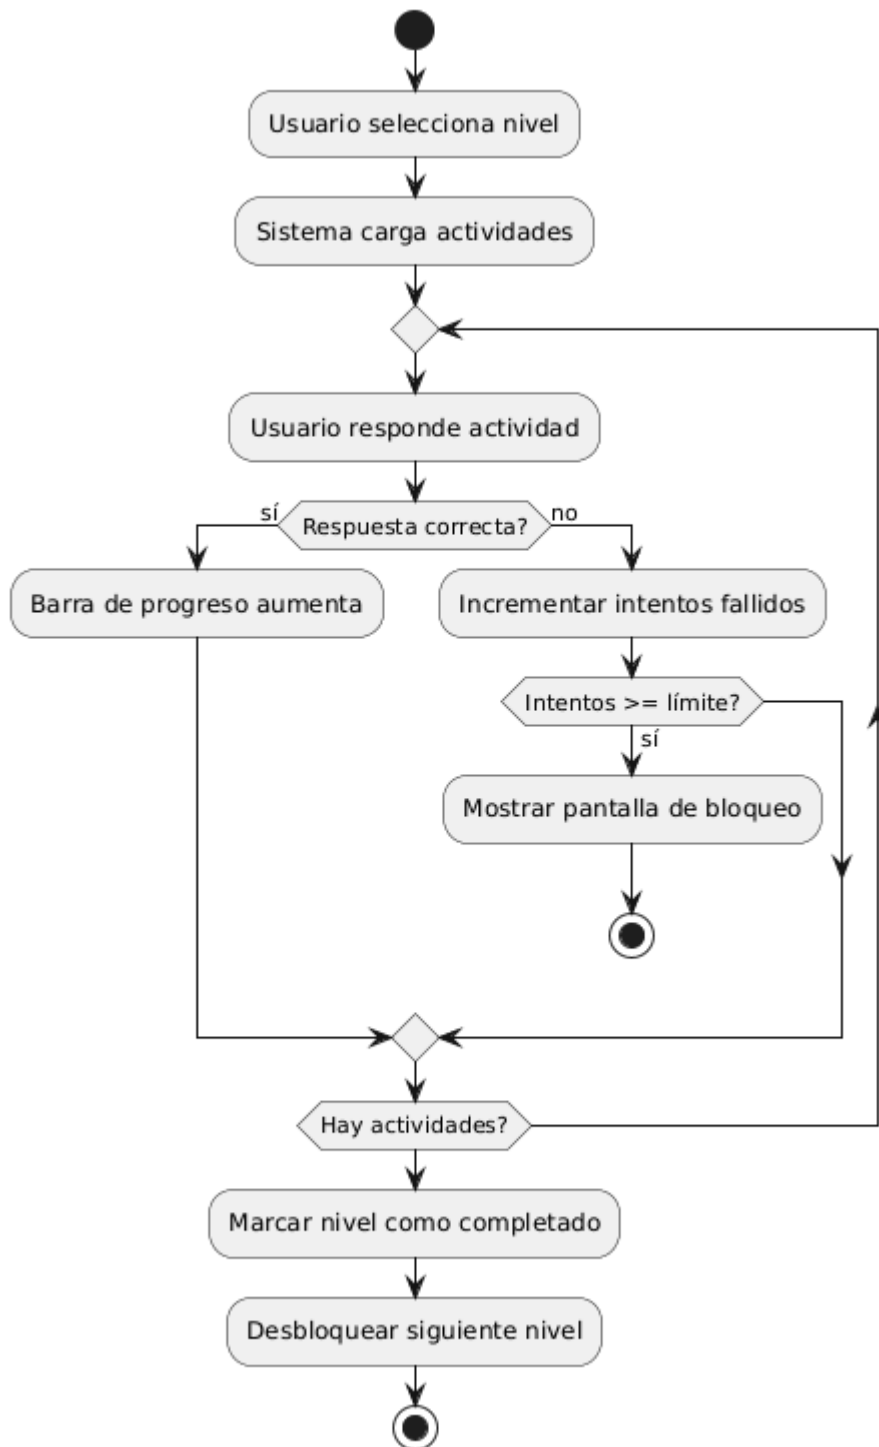 Usuario selecciona nivel
Sistema carga actividades
Usuario responde actividad
sí
Respuesta correcta?
no
Barra de progreso aumenta
Incrementar intentos fallidos
Intentos >= límite?
sí
Mostrar pantalla de bloqueo
Hay actividades?
Marcar nivel como completado
Desbloquear siguiente nivel